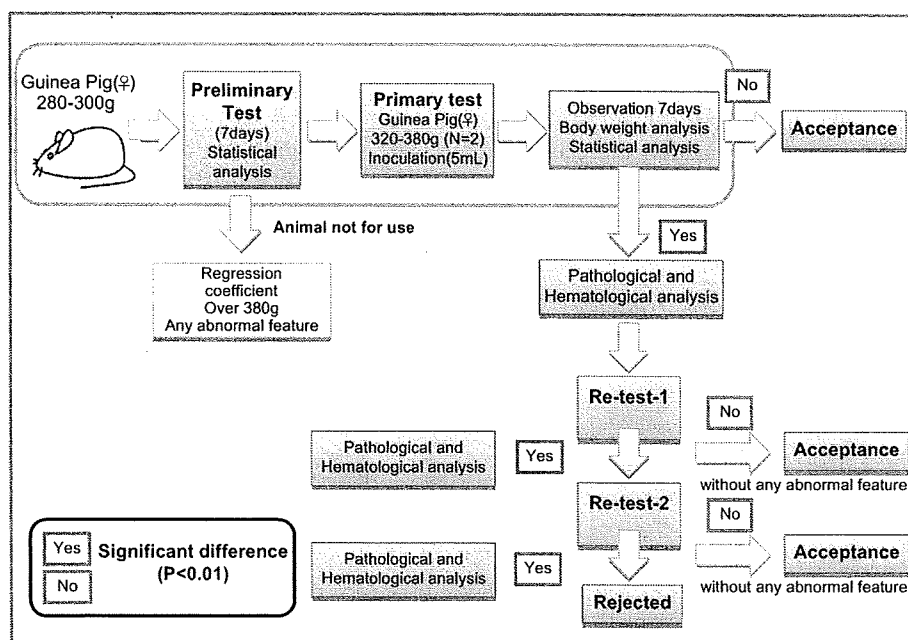 Guinea Pig(♀)
280-300g
Preliminary
Test
(7days)
Statistical
analysis
Primary test
Guinea Pig(♀)
320-380g (N=2)
Inoculation(5mL)
Observation 7days
Body weight analysis
Statistical analysis
No
Acceptance
Animal not for use
Regression
coefficient
Over 380g
Any abnormal feature
Yes
Pathological and
Hematological analysis
Re-test-1
No
Acceptance
without any abnormal feature
Pathological and
Hematological analysis
Yes
Re-test-2
No
Acceptance
without any abnormal feature
Pathological and
Hematological analysis
Yes
Rejected
Yes
No
Significant difference
(P<0.01)